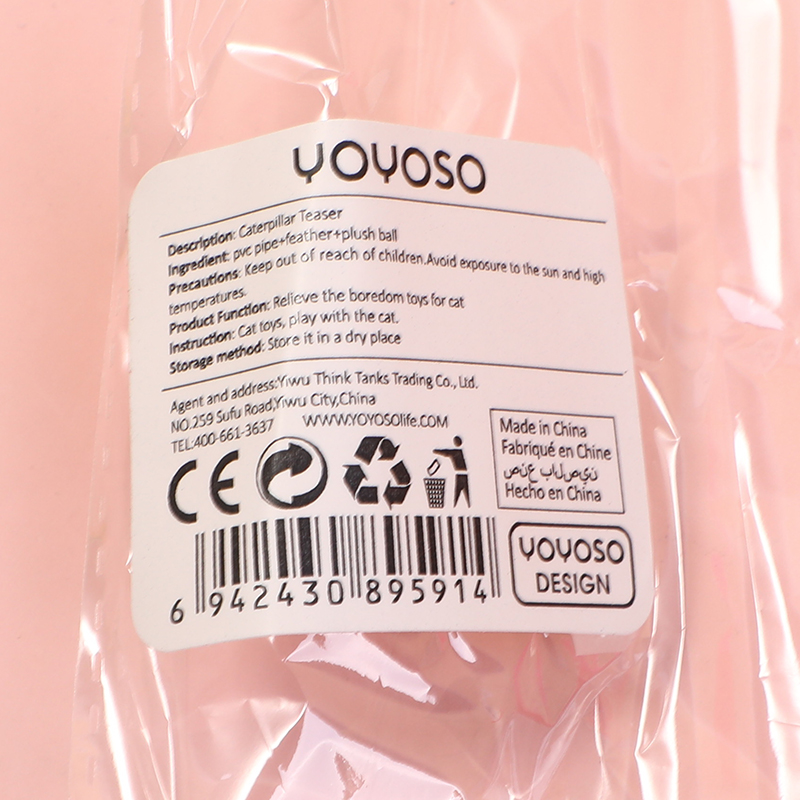 YOYOSO
Description: Caterpillar Teaser
Ingredient: pvc pipe+feather+plush ball
Precautions: Keep out of reach of children.Avoid exposure to the sun and high
temperatures.
Product Function: Relieve the boredom toys for cat
Instruction: Cat toys, play with the cat.
Storage method: Store it in a dry place
Agent and address:Yiwu Think Tanks Trading Co., Ltd.
NO.259 Sufu Road,Yiwu City,China
TEL:400-661-3637 WWW.YOYOSOlife.COM
Made in China
Fabriqué en Chine
صنع بالصين
Hecho en China
CE
6 942430 895914
YOYOSO
DESIGN